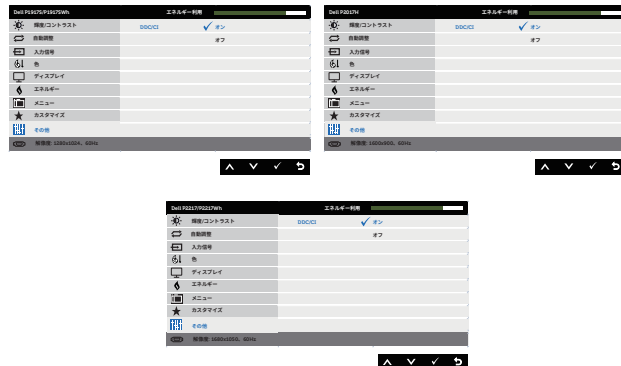 Dell P1917S/P1917SWh エネルギー利用
輝度/コントラスト DDC/CI オン
自動調整 オフ
入力信号
色
ディスプレイ
エネルギー
メニュー
カスタマイズ
その他
解像度: 1280x1024、60Hz
Dell P2017H エネルギー利用
輝度/コントラスト DDC/CI オン
自動調整 オフ
入力信号
色
ディスプレイ
エネルギー
メニュー
カスタマイズ
その他
解像度: 1600x900、60Hz
Dell P2217/P2217Wh エネルギー利用
輝度/コントラスト DDC/CI オン
自動調整 オフ
入力信号
色
ディスプレイ
エネルギー
メニュー
カスタマイズ
その他
解像度: 1680x1050、60Hz